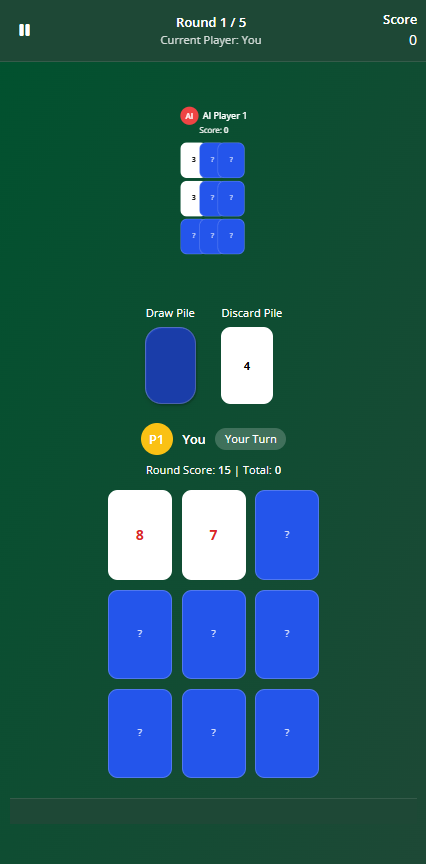 Round 1 / 5
Current Player: You
Score
0
AI AI Player 1
Score: 0
3 ? ?
3 ? ?
? ? ?
Draw Pile Discard Pile
4
P1 You Your Turn
Round Score: 15 | Total: 0
8 7 ?
? ? ?
? ? ?